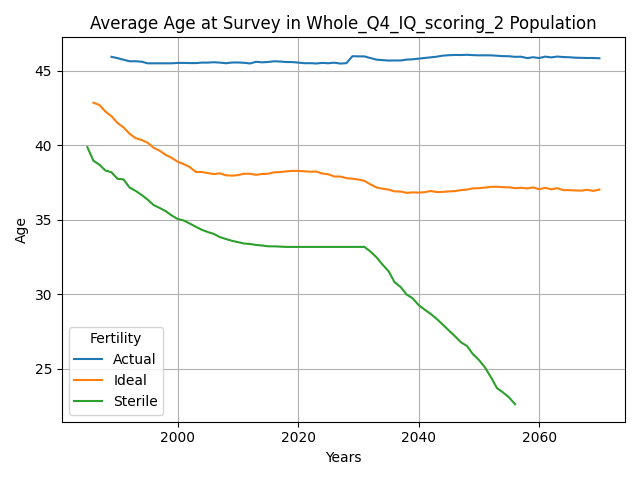 Average Age at Survey in Whole_Q4_IQ_scoring_2 Population
45
40
35
30
25
Age
Fertility
Actual
Ideal
Sterile
2000 2020 2040 2060
Years